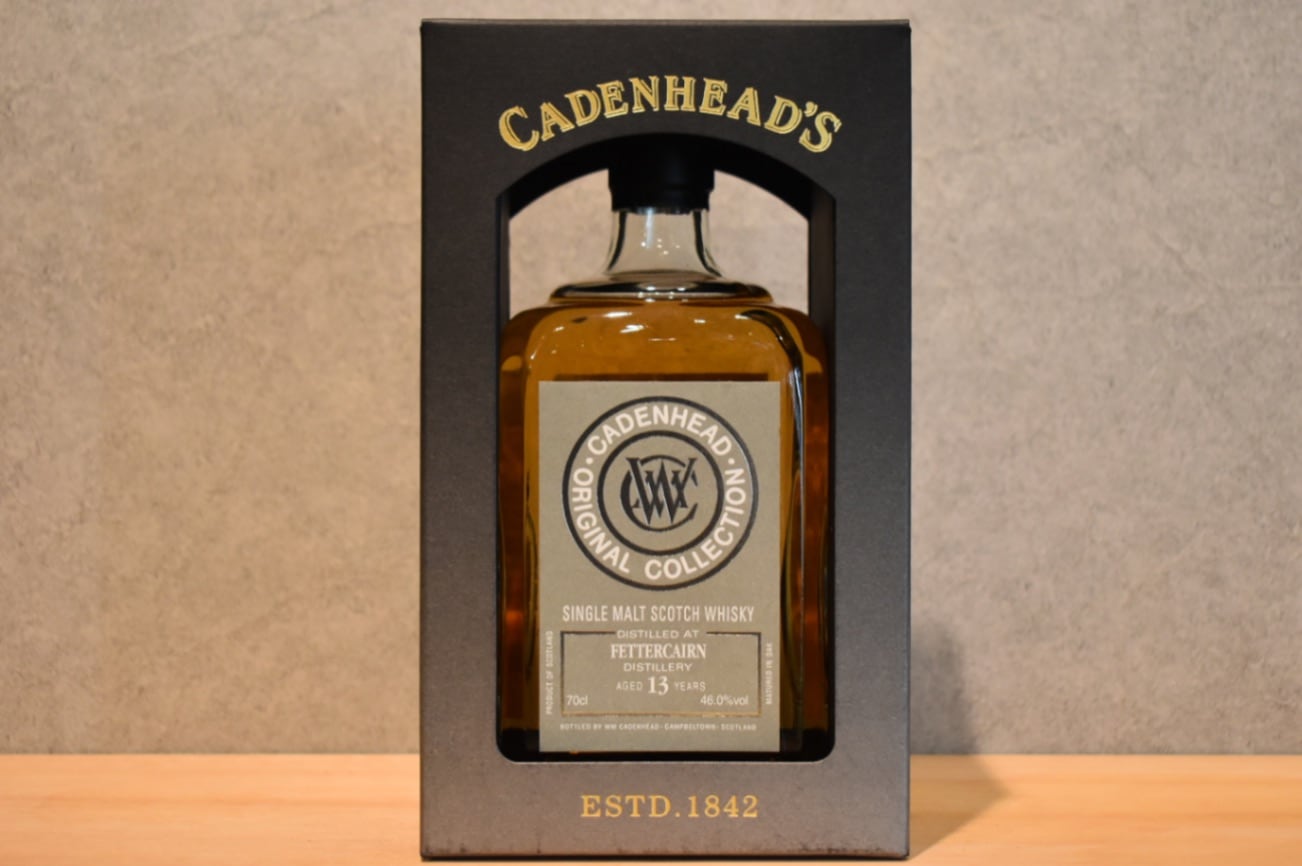 CADENHEAD'S
CADENHEAD
ORIGINAL COLLECTION
CWC
SINGLE MALT SCOTCH WHISKY
DISTILLED AT
FETTERCAIRN
DISTILLERY
AGED 13 YEARS
70cl 46.0%vol
PRODUCT OF SCOTLAND
MATURED IN OAK
BOTTLED BY WM CADENHEAD · CAMPBELTOWN · SCOTLAND
ESTD.1842